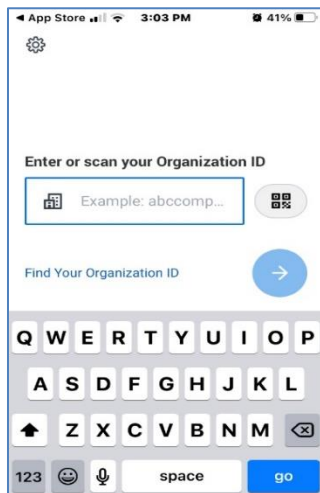 App Store 3:03 PM 41%
Enter or scan your Organization ID
Example: abccomp...
Find Your Organization ID
Q W E R T Y U I O P
A S D F G H J K L
Z X C V B N M
123 space go